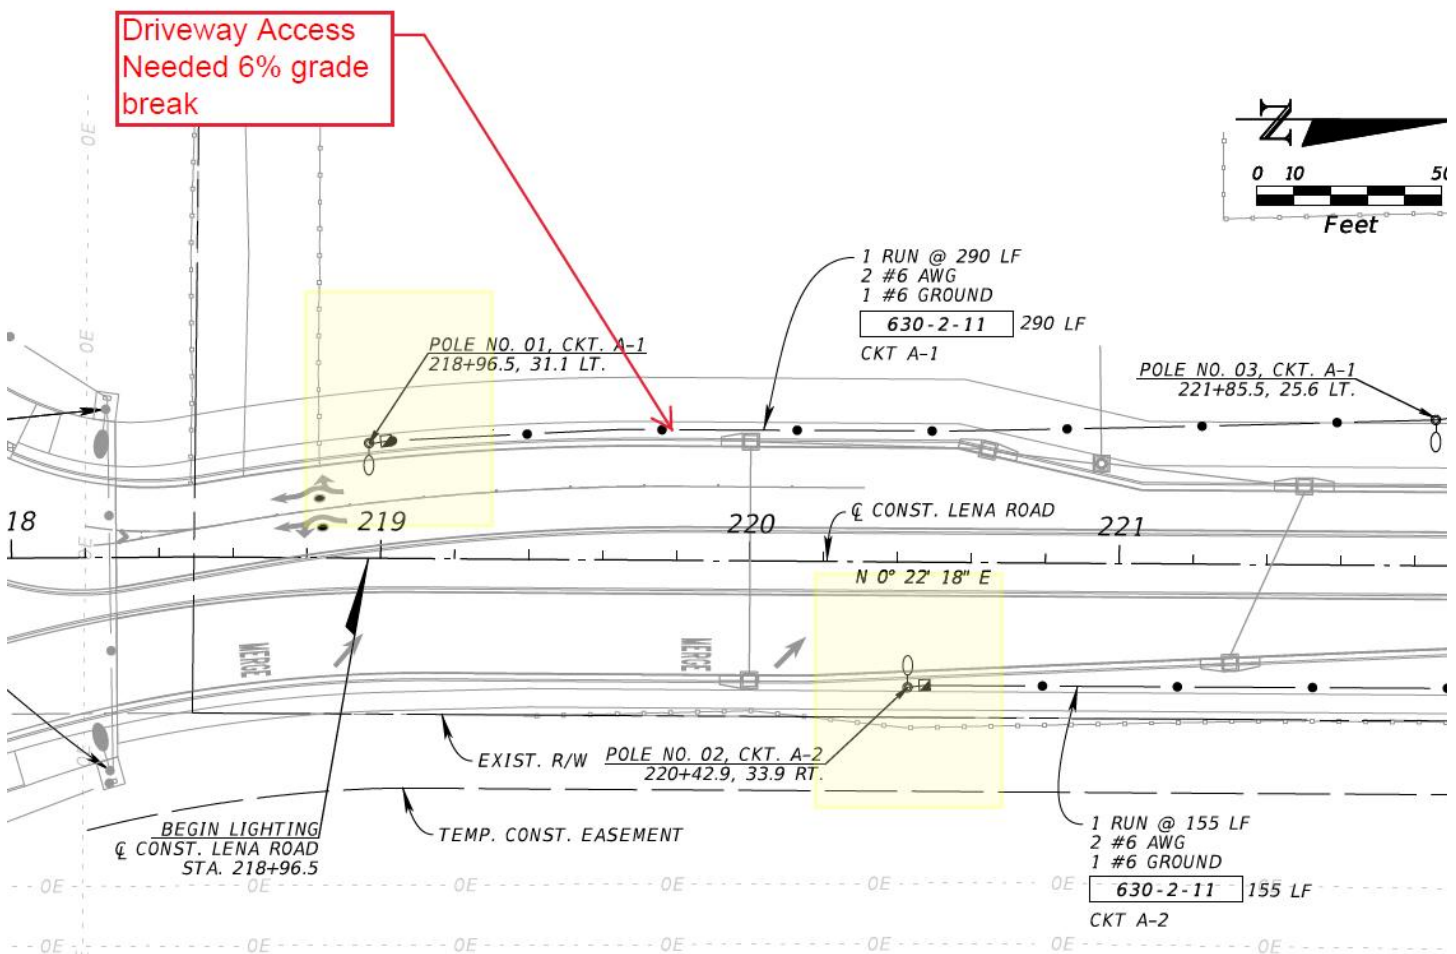 Driveway Access
Needed 6% grade
break
OE
N
0 10 50
Feet
OE
1 RUN @ 290 LF
2 #6 AWG
1 #6 GROUND
630-2-11 290 LF
CKT A-1
POLE NO. 01, CKT. A-1
218+96.5, 31.1 LT.
POLE NO. 03, CKT. A-1
221+85.5, 25.6 LT.
18 219 220 221
℄ CONST. LENA ROAD
OE
N 0° 22' 18" E
MERGE
MERGE
EXIST. R/W
POLE NO. 02, CKT. A-2
220+42.9, 33.9 RT.
BEGIN LIGHTING
℄ CONST. LENA ROAD
STA. 218+96.5
TEMP. CONST. EASEMENT
1 RUN @ 155 LF
2 #6 AWG
1 #6 GROUND
630-2-11 155 LF
CKT A-2
OE OE OE OE OE OE
OE OE OE OE OE OE OE